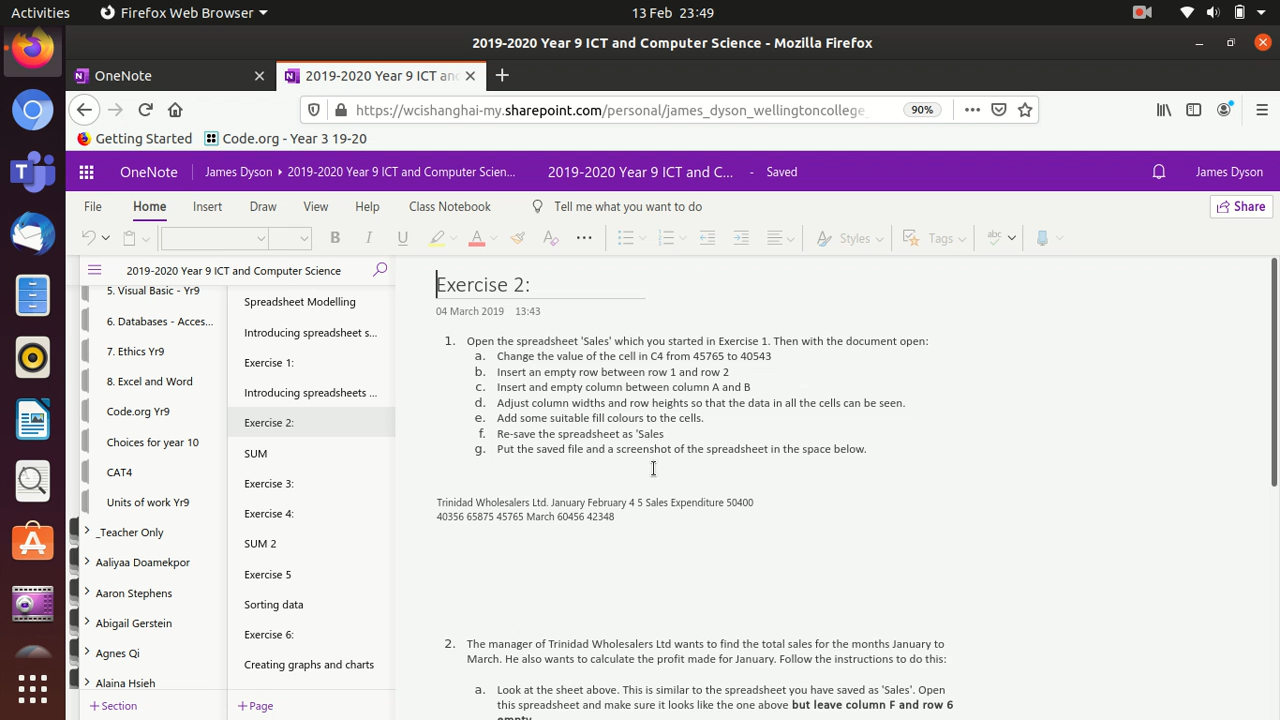 Activities Firefox Web Browser 13 Feb 23:49
2019-2020 Year 9 ICT and Computer Science - Mozilla Firefox
OneNote 2019-2020 Year 9 ICT and
https://wcishanghai-my.sharepoint.com/personal/james_dyson_wellingtoncollege_ 90%
Getting Started Code.org - Year 3 19-20
OneNote James Dyson 2019-2020 Year 9 ICT and Computer Scien... 2019-2020 Year 9 ICT and C... - Saved James Dyson
File Home Insert Draw View Help Class Notebook Tell me what you want to do Share
B I U A A Styles Tags abc
2019-2020 Year 9 ICT and Computer Science
5. Visual Basic - Yr9
6. Databases - Acces...
7. Ethics Yr9
8. Excel and Word
Code.org Yr9
Choices for year 10
CAT4
Units of work Yr9
_Teacher Only
Aaliyaa Doamekpor
Aaron Stephens
Abigail Gerstein
Agnes Qi
Alaina Hsieh
+ Section
Spreadsheet Modelling
Introducing spreadsheet s...
Exercise 1:
Introducing spreadsheets ...
Exercise 2:
SUM
Exercise 3:
Exercise 4:
SUM 2
Exercise 5
Sorting data
Exercise 6:
Creating graphs and charts
+ Page
Exercise 2:
04 March 2019 13:43
1. Open the spreadsheet 'Sales' which you started in Exercise 1. Then with the document open:
a. Change the value of the cell in C4 from 45765 to 40543
b. Insert an empty row between row 1 and row 2
c. Insert and empty column between column A and B
d. Adjust column widths and row heights so that the data in all the cells can be seen.
e. Add some suitable fill colours to the cells.
f. Re-save the spreadsheet as 'Sales
g. Put the saved file and a screenshot of the spreadsheet in the space below.
Trinidad Wholesalers Ltd. January February 4 5 Sales Expenditure 50400
40356 65875 45765 March 60456 42348
2. The manager of Trinidad Wholesalers Ltd wants to find the total sales for the months January to
March. He also wants to calculate the profit made for January. Follow the instructions to do this:
a. Look at the sheet above. This is similar to the spreadsheet you have saved as 'Sales'. Open
this spreadsheet and make sure it looks like the one above but leave column F and row 6
empty